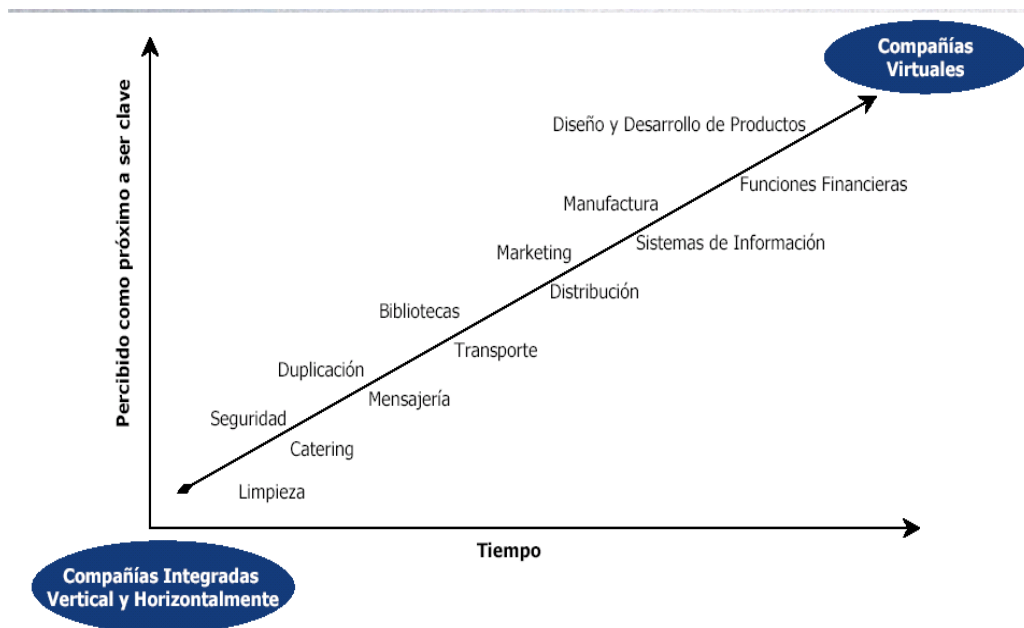 Compañías
Virtuales
Percibido como próximo a ser clave
Diseño y Desarrollo de Productos
Funciones Financieras
Manufactura
Sistemas de Información
Marketing
Distribución
Bibliotecas
Transporte
Duplicación
Mensajería
Seguridad
Catering
Limpieza
Tiempo
Compañías Integradas
Vertical y Horizontalmente